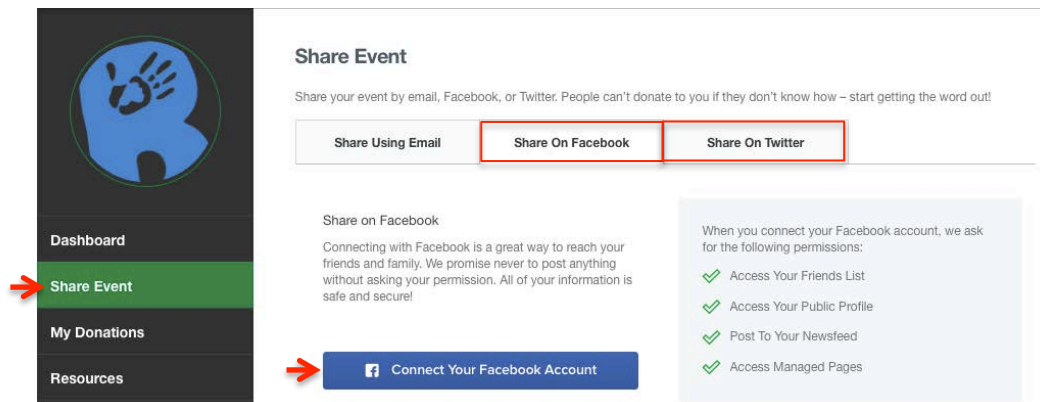 Share Event
Share your event by email, Facebook, or Twitter. People can't donate to you if they don't know how – start getting the word out!
Share Using Email
Share On Facebook
Share On Twitter
Dashboard
Share Event
My Donations
Resources
Share on Facebook
Connecting with Facebook is a great way to reach your
friends and family. We promise never to post anything
without asking your permission. All of your information is
safe and secure!
Connect Your Facebook Account
When you connect your Facebook account, we ask
for the following permissions:
Access Your Friends List
Access Your Public Profile
Post To Your Newsfeed
Access Managed Pages